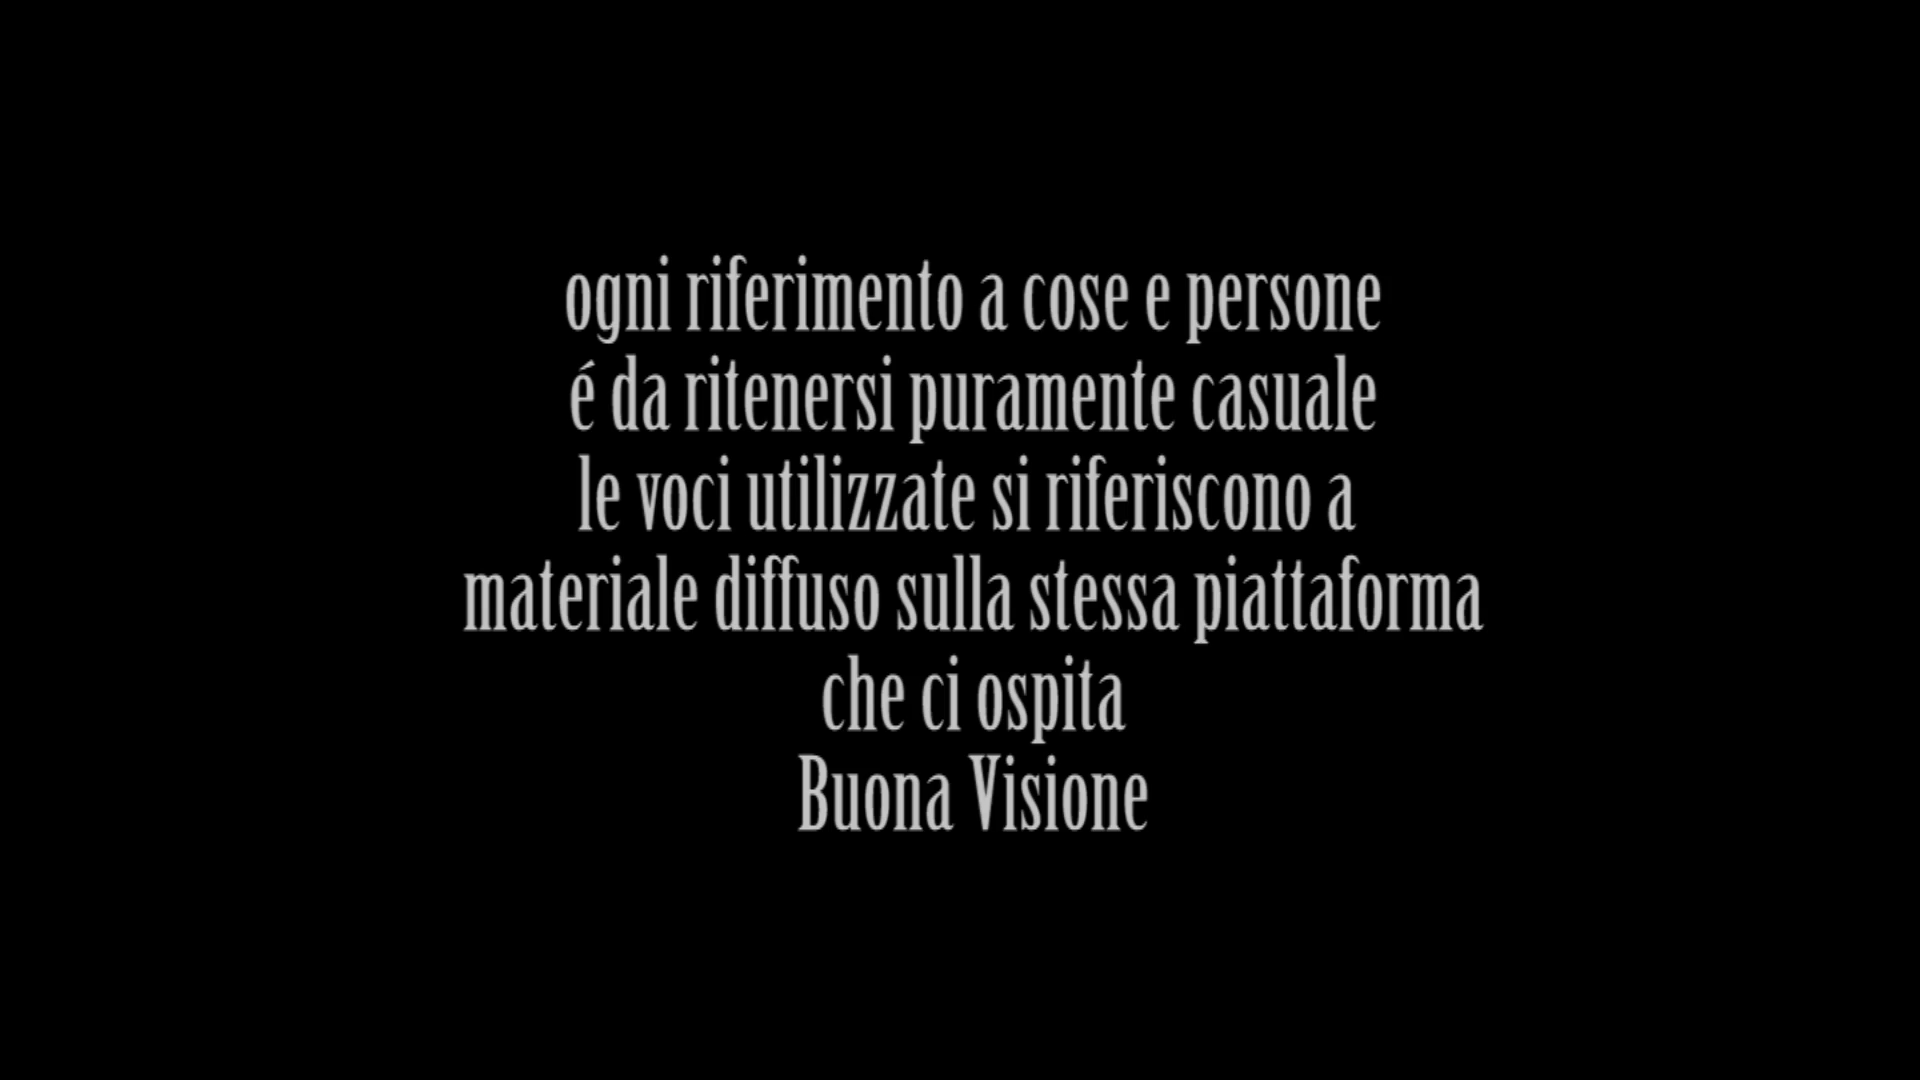 ogni riferimento a cose e persone
é da ritenersi puramente casuale
le voci utilizzate si riferiscono a
materiale diffuso sulla stessa piattaforma
che ci ospita
Buona Visione